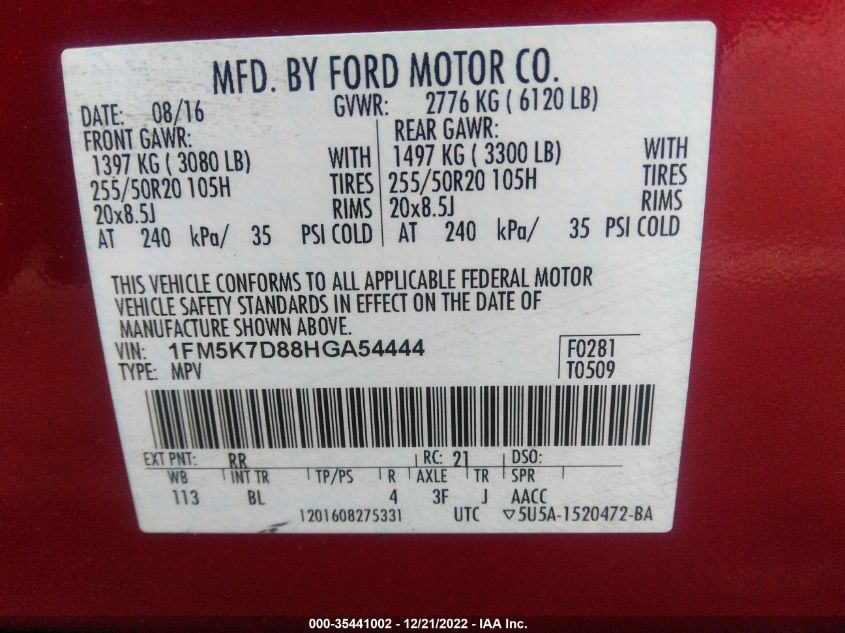 MFD. BY FORD MOTOR CO.
DATE: 08/16 GVWR: 2776 KG ( 6120 LB)
FRONT GAWR: REAR GAWR:
1397 KG ( 3080 LB) WITH 1497 KG ( 3300 LB) WITH
255/50R20 105H TIRES 255/50R20 105H TIRES
20x8.5J RIMS 20x8.5J RIMS
AT 240 kPa/ 35 PSI COLD AT 240 kPa/ 35 PSI COLD
THIS VEHICLE CONFORMS TO ALL APPLICABLE FEDERAL MOTOR
VEHICLE SAFETY STANDARDS IN EFFECT ON THE DATE OF
MANUFACTURE SHOWN ABOVE.
VIN: 1FM5K7D88HGA54444 F0281
TYPE: MPV T0509
EXT PNT: RR RC: 21 DSO:
WB INT TR TP/PS R AXLE TR SPR
113 BL 4 3F J AACC
1201608275331 UTC ▽5U5A-1520472-BA
000-35441002 - 12/21/2022 - IAA Inc.